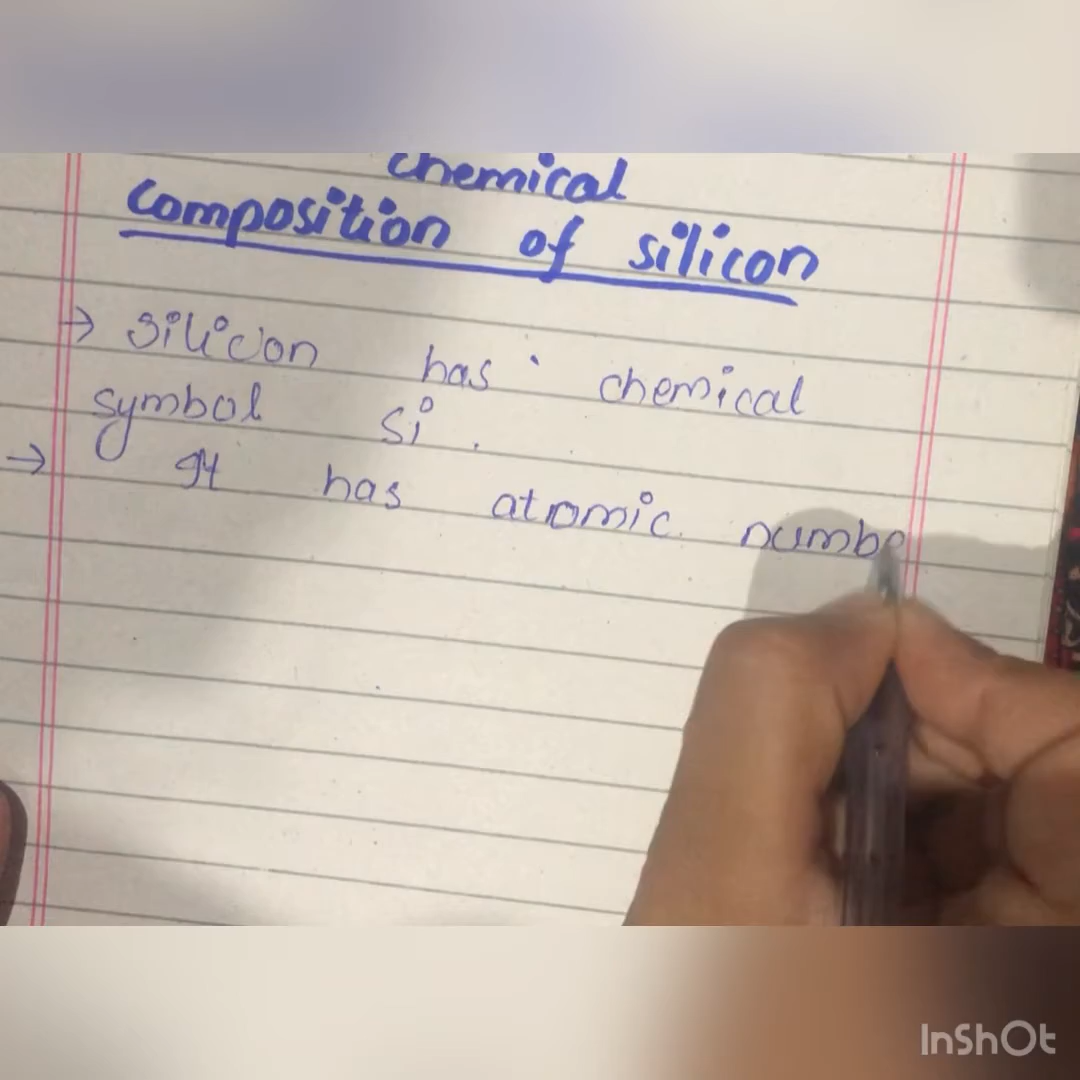 chemical
composition of silicon
→ silicon has chemical
symbol Si.
→ It has atomic numbe
InShOt